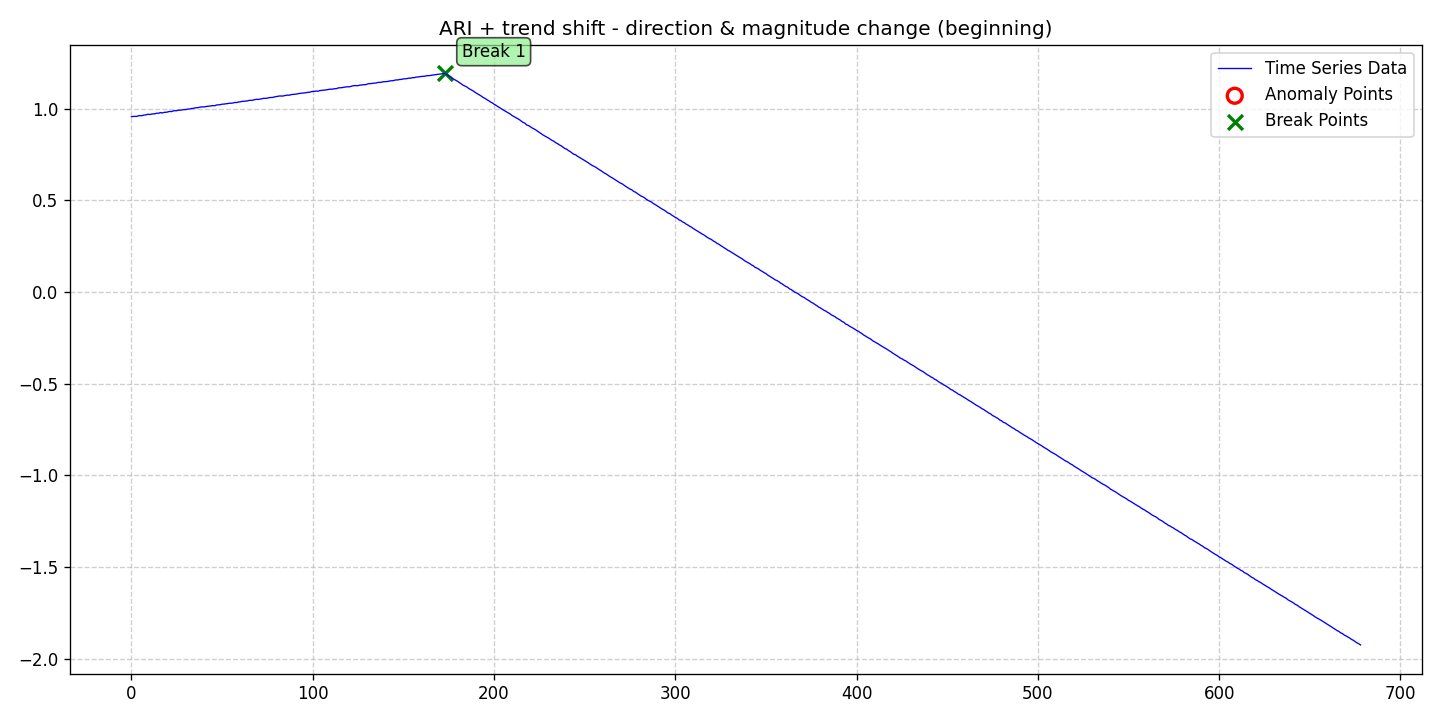 ARI + trend shift - direction & magnitude change (beginning)
Break 1
Time Series Data
Anomaly Points
Break Points
1.0
0.5
0.0
−0.5
−1.0
−1.5
−2.0
0 100 200 300 400 500 600 700